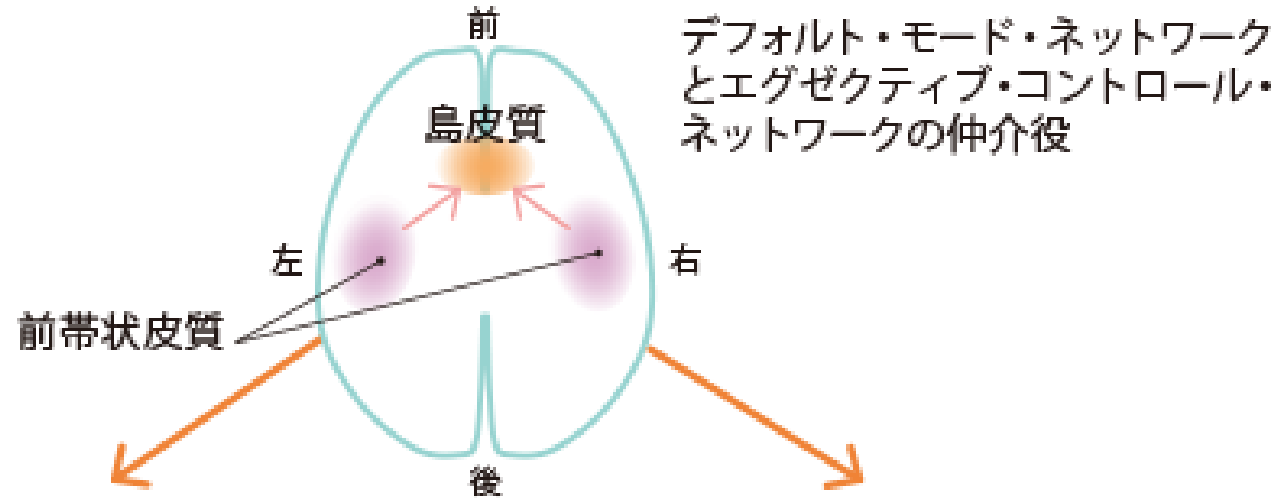 前
デフォルト・モード・ネットワーク
とエグゼクティブ・コントロール・
ネットワークの仲介役
島皮質
左
右
前帯状皮質
後